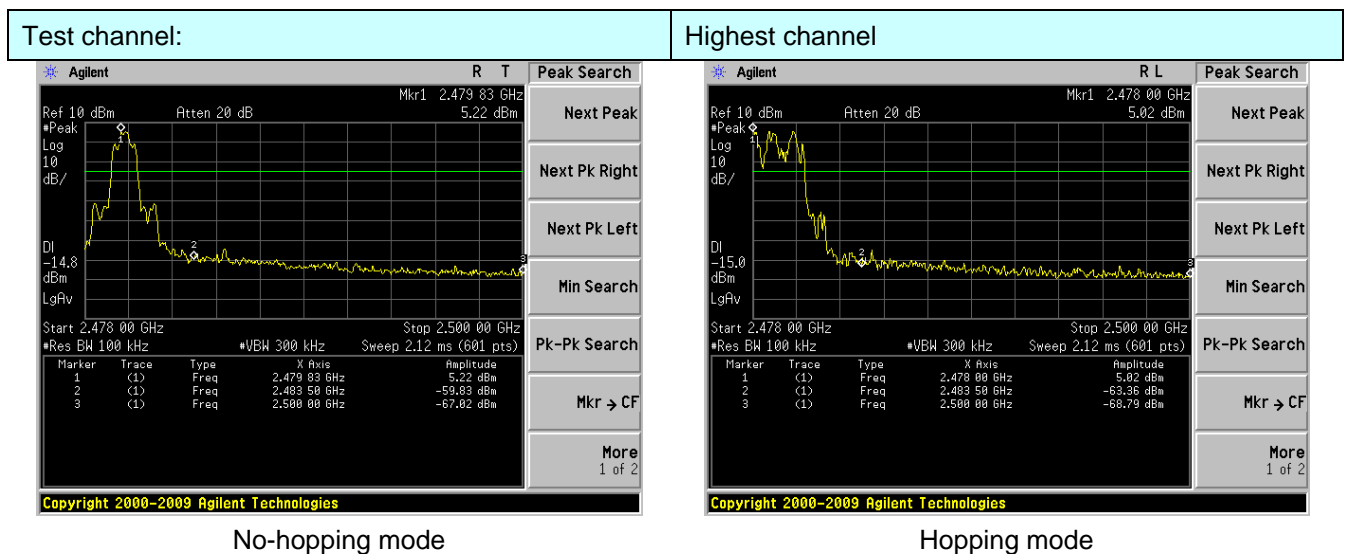 Test channel: Highest channel
Agilent R T Peak Search
Mkr1 2.479 83 GHz
Ref 10 dBm Atten 20 dB 5.22 dBm
#Peak
Log
10
dB/
DI
-14.8
dBm
LgAv
1
2
3
Start 2.478 00 GHz Stop 2.500 00 GHz
#Res BW 100 kHz #VBW 300 kHz Sweep 2.12 ms (601 pts)
Marker Trace Type X Axis Amplitude
1 (1) Freq 2.479 83 GHz 5.22 dBm
2 (1) Freq 2.483 50 GHz -59.83 dBm
3 (1) Freq 2.500 00 GHz -67.02 dBm
Next Peak
Next Pk Right
Next Pk Left
Min Search
Pk-Pk Search
Mkr → CF
More
1 of 2
Copyright 2000-2009 Agilent Technologies
No-hopping mode
Agilent R L Peak Search
Mkr1 2.478 00 GHz
Ref 10 dBm Atten 20 dB 5.02 dBm
#Peak
Log
10
dB/
DI
-15.0
dBm
LgAv
1
2
3
Start 2.478 00 GHz Stop 2.500 00 GHz
#Res BW 100 kHz #VBW 300 kHz Sweep 2.12 ms (601 pts)
Marker Trace Type X Axis Amplitude
1 (1) Freq 2.478 00 GHz 5.02 dBm
2 (1) Freq 2.483 50 GHz -63.36 dBm
3 (1) Freq 2.500 00 GHz -68.79 dBm
Next Peak
Next Pk Right
Next Pk Left
Min Search
Pk-Pk Search
Mkr → CF
More
1 of 2
Copyright 2000-2009 Agilent Technologies
Hopping mode